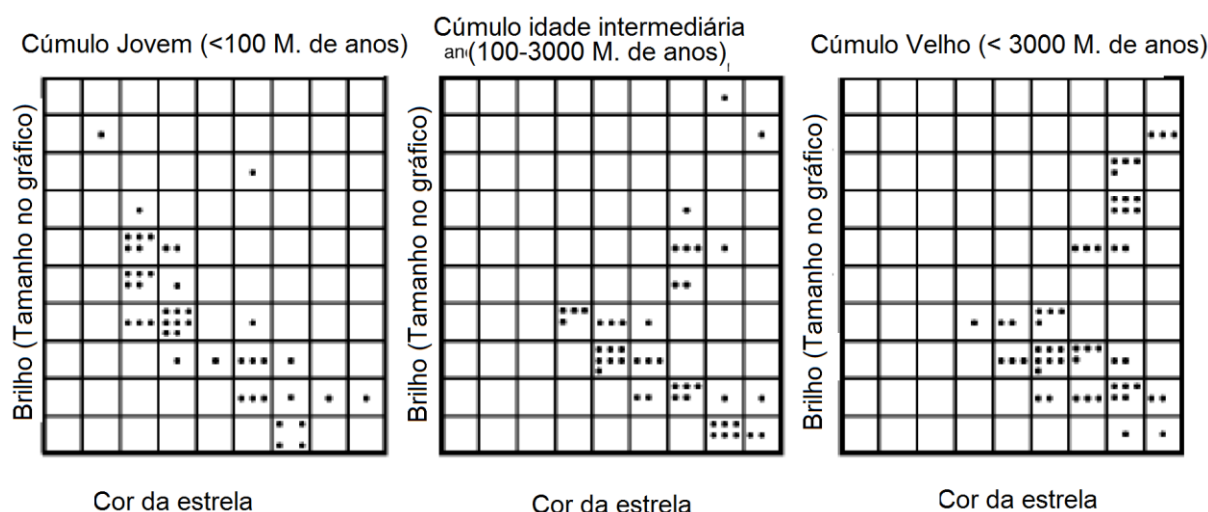 Cúmulo Jovem (<100 M. de anos)
Brilho (Tamanho no gráfico)
Cor da estrela
Cúmulo idade intermediária
an(100-3000 M. de anos)
Brilho (Tamanho no gráfico)
Cor da estrela
Cúmulo Velho (< 3000 M. de anos)
Brilho (Tamanho no gráfico)
Cor da estrela